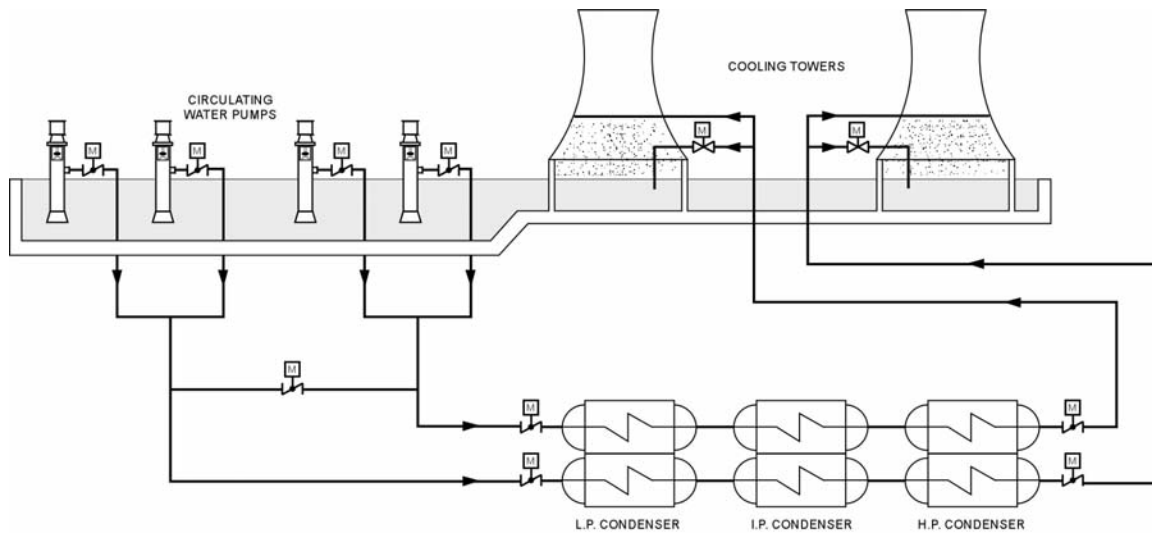 COOLING TOWERS
CIRCULATING
WATER PUMPS
M
M
M
M
M
M
M
M
M
M
M
L.P. CONDENSER
I.P. CONDENSER
H.P. CONDENSER